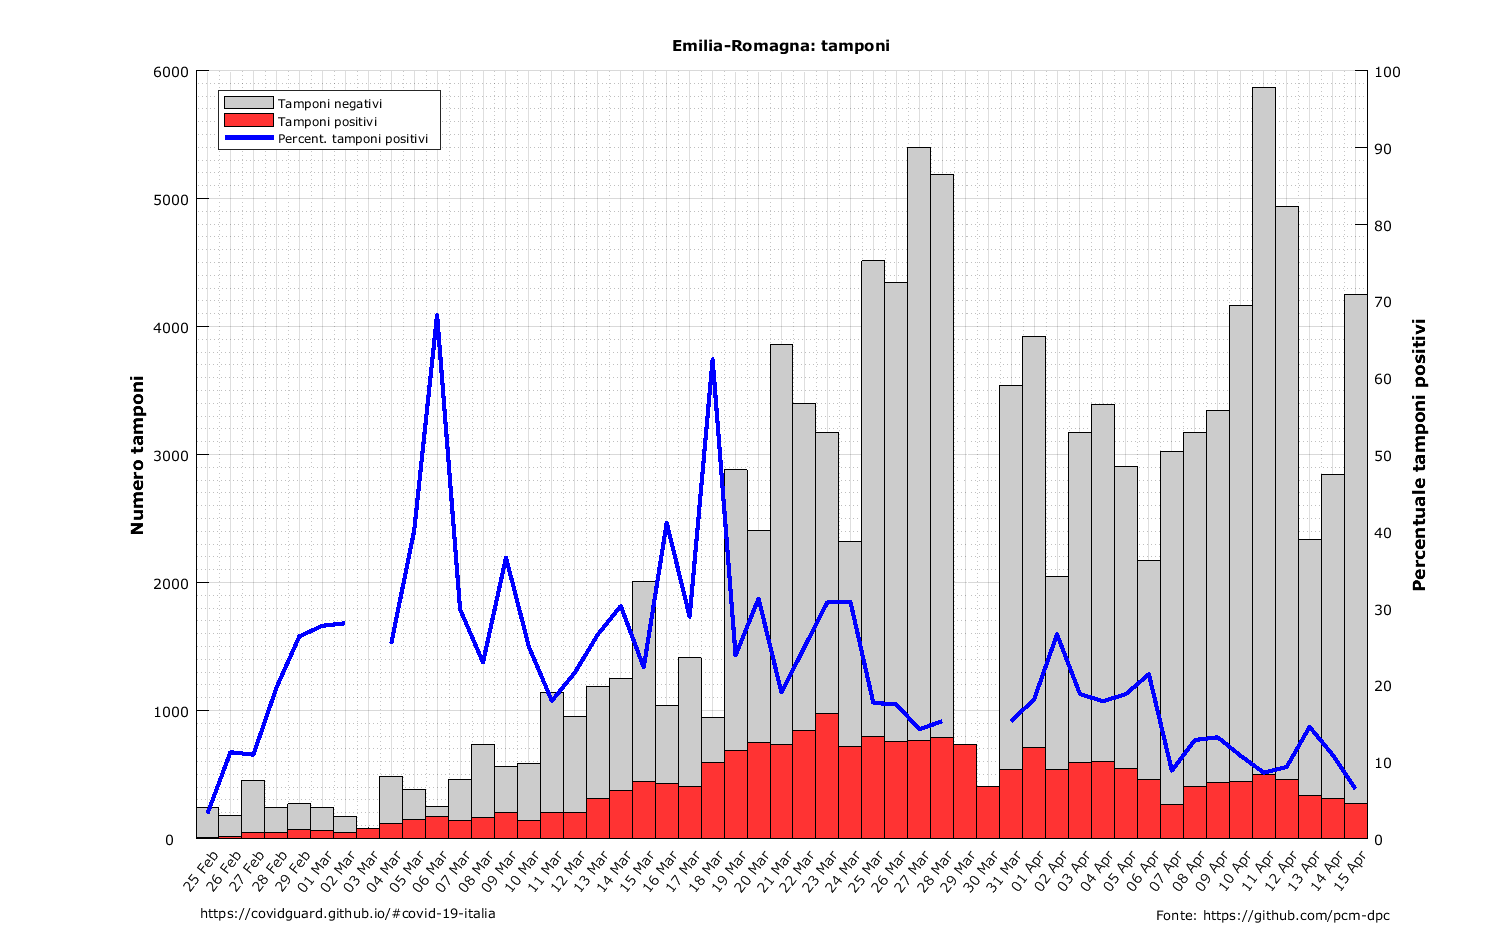 Emilia-Romagna: tamponi
Tamponi negativi
Tamponi positivi
Percent. tamponi positivi
Numero tamponi
6000
5000
4000
3000
2000
1000
0
Percentuale tamponi positivi
100
90
80
70
60
50
40
30
20
10
0
25 Feb
26 Feb
27 Feb
28 Feb
29 Feb
01 Mar
02 Mar
03 Mar
04 Mar
05 Mar
06 Mar
07 Mar
08 Mar
09 Mar
10 Mar
11 Mar
12 Mar
13 Mar
14 Mar
15 Mar
16 Mar
17 Mar
18 Mar
19 Mar
20 Mar
21 Mar
22 Mar
23 Mar
24 Mar
25 Mar
26 Mar
27 Mar
28 Mar
29 Mar
30 Mar
31 Mar
01 Apr
02 Apr
03 Apr
04 Apr
05 Apr
06 Apr
07 Apr
08 Apr
09 Apr
10 Apr
11 Apr
12 Apr
13 Apr
14 Apr
15 Apr
https://covidguard.github.io/#covid-19-italia
Fonte: https://github.com/pcm-dpc